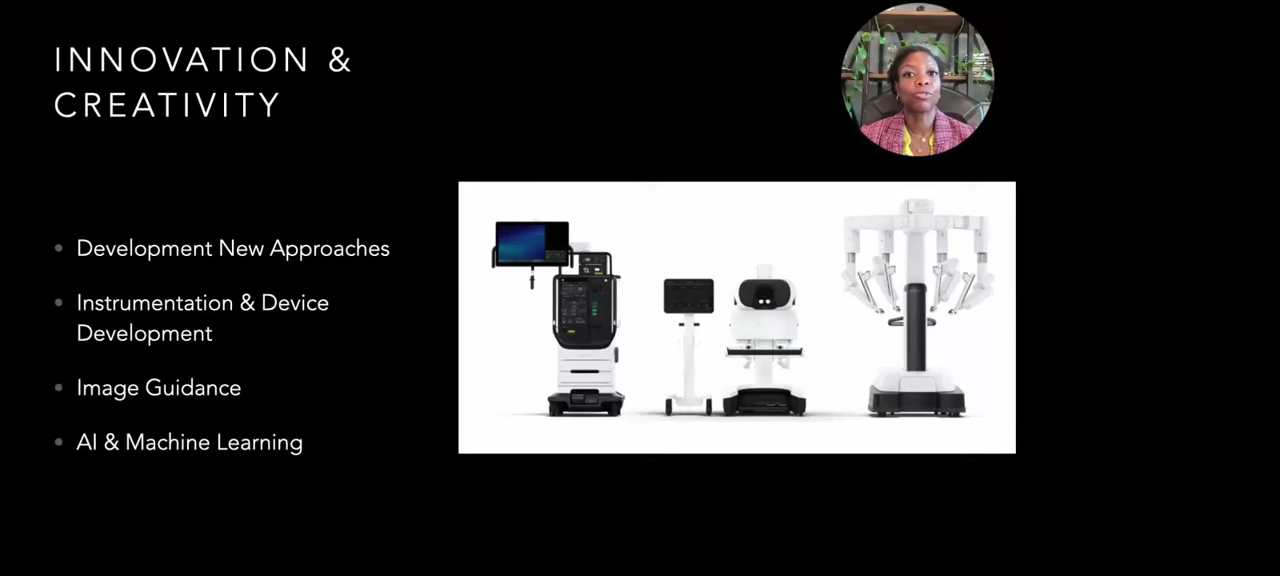 INNOVATION &
CREATIVITY
Development New Approaches
Instrumentation & Device
Development
Image Guidance
AI & Machine Learning